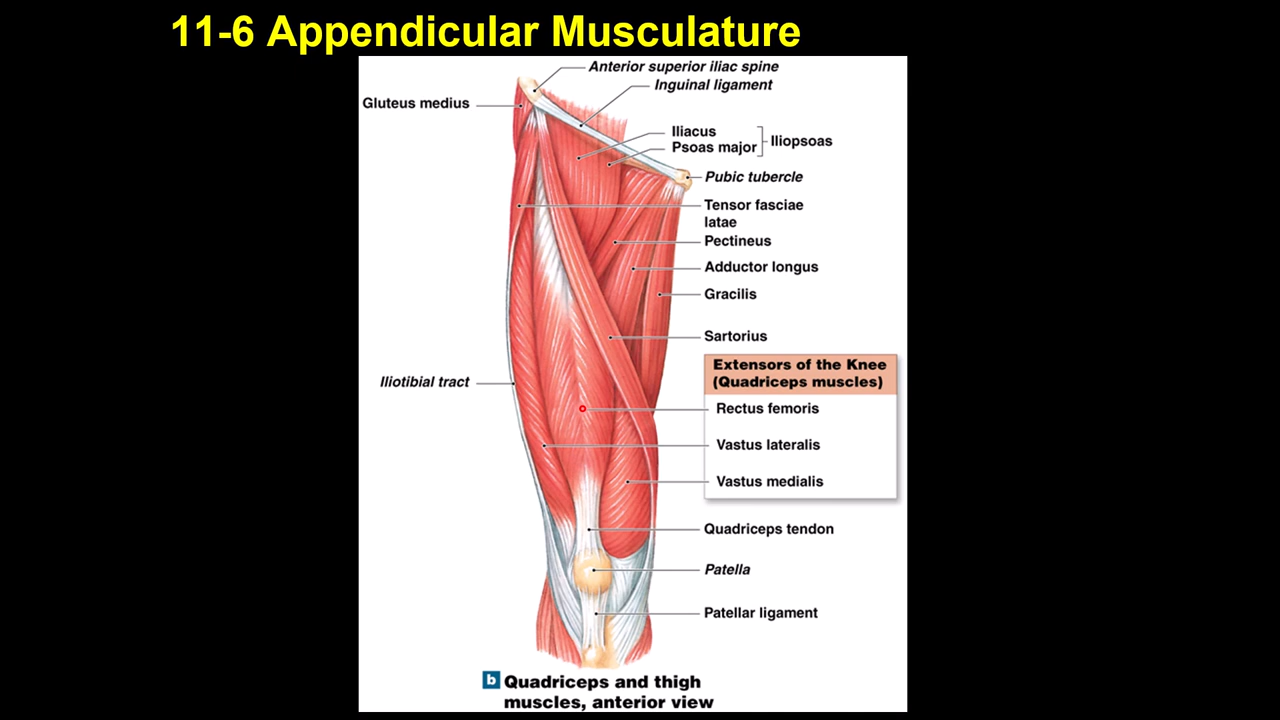 11-6 Appendicular Musculature
Anterior superior iliac spine
Inguinal ligament
Gluteus medius
Iliacus
Psoas major
Iliopsoas
Pubic tubercle
Tensor fasciae
latae
Pectineus
Adductor longus
Gracilis
Sartorius
Extensors of the Knee
(Quadriceps muscles)
Iliotibial tract
Rectus femoris
Vastus lateralis
Vastus medialis
Quadriceps tendon
Patella
Patellar ligament
b Quadriceps and thigh
muscles, anterior view